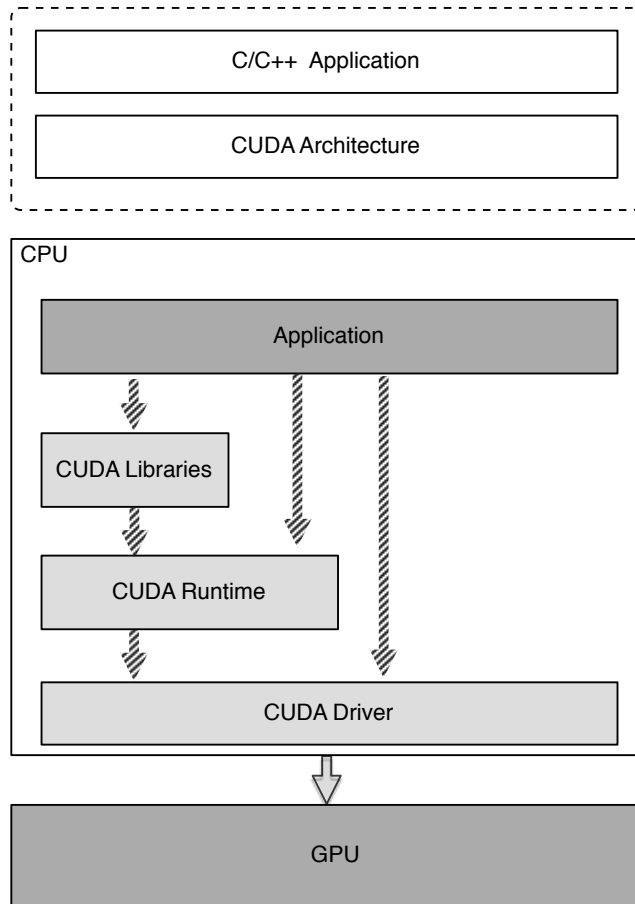 C/C++ Application
CUDA Architecture
CPU
Application
CUDA Libraries
CUDA Runtime
CUDA Driver
GPU